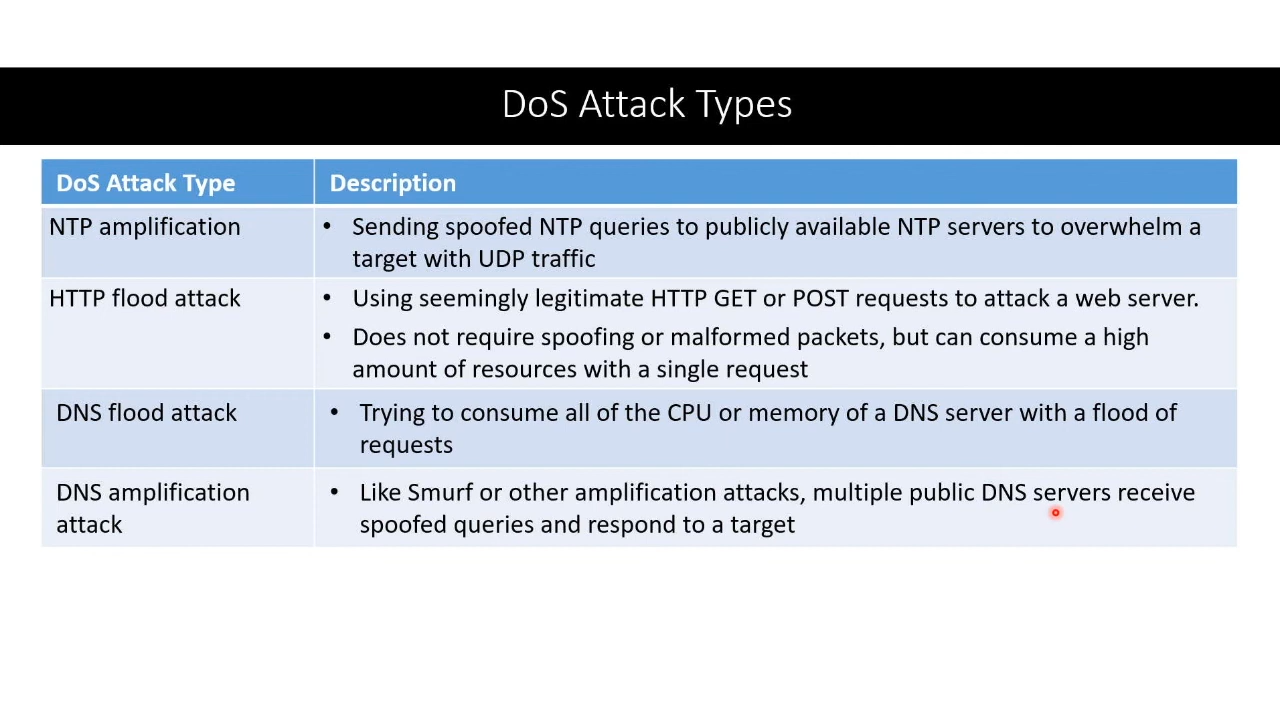 DoS Attack Types
DoS Attack Type
Description
NTP amplification
• Sending spoofed NTP queries to publicly available NTP servers to overwhelm a
target with UDP traffic
HTTP flood attack
• Using seemingly legitimate HTTP GET or POST requests to attack a web server.
• Does not require spoofing or malformed packets, but can consume a high
amount of resources with a single request
DNS flood attack
• Trying to consume all of the CPU or memory of a DNS server with a flood of
requests
DNS amplification
attack
• Like Smurf or other amplification attacks, multiple public DNS servers receive
spoofed queries and respond to a target